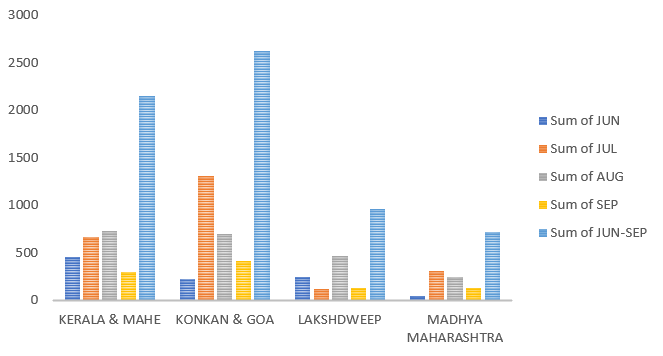 3000
2500
2000
1500
1000
500
0
KERALA & MAHE
KONKAN & GOA
LAKSHDWEEP
MADHYA
MAHARASHTRA
Sum of JUN
Sum of JUL
Sum of AUG
Sum of SEP
Sum of JUN-SEP